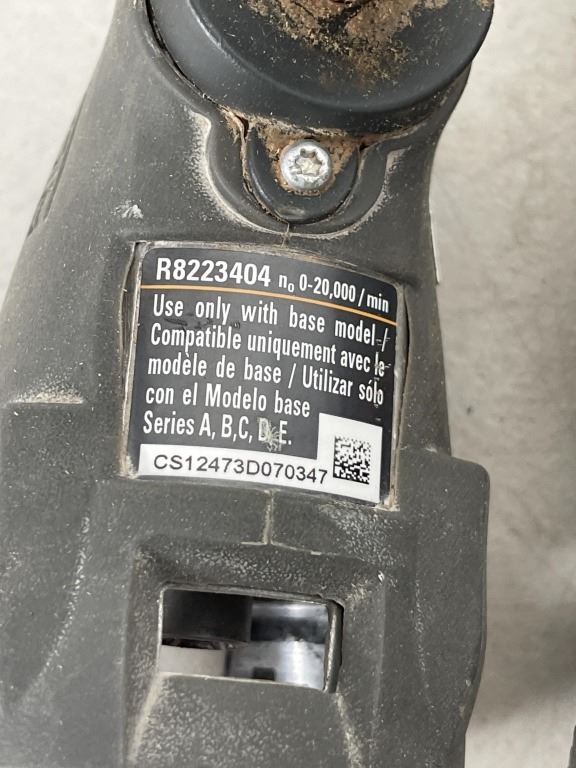 R8223404 n₀ 0-20,000 / min
Use only with base model /
Compatible uniquement avec le
modèle de base / Utilizar sólo
con el Modelo base
Series A, B,C, D, E.
CS12473D070347